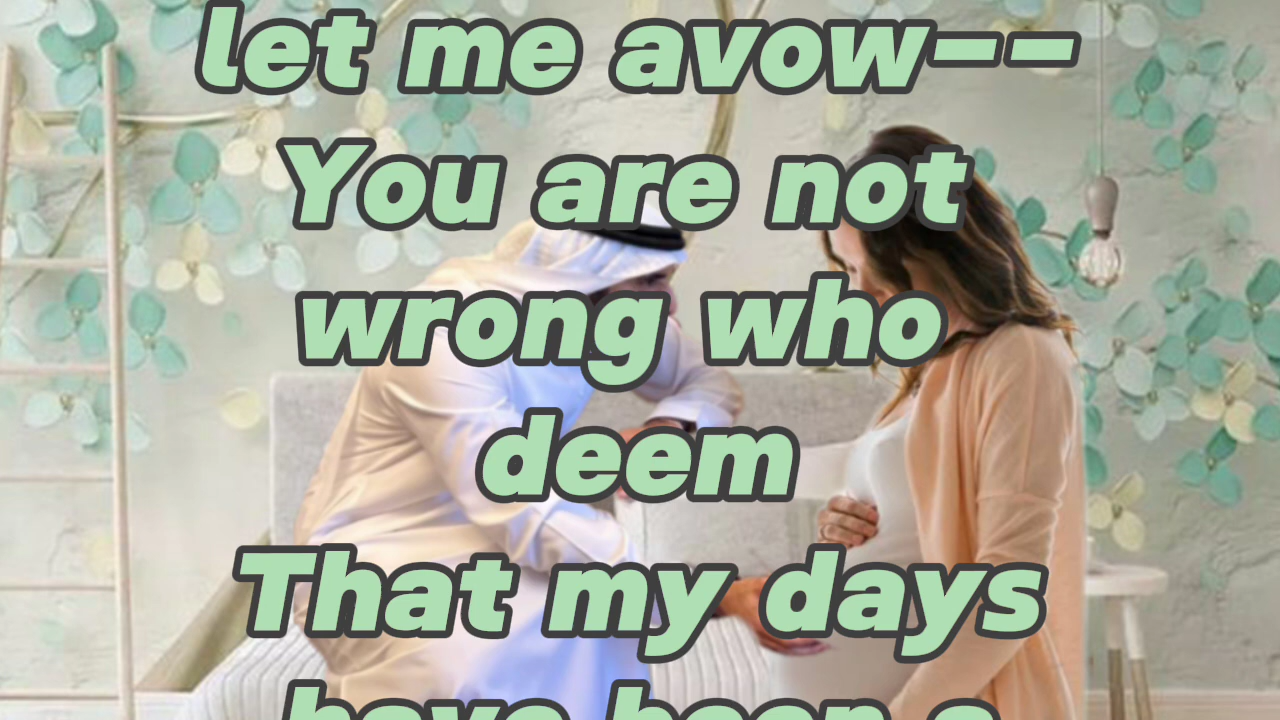 let me avow--
You are not
wrong who
deem
That my days
have been a